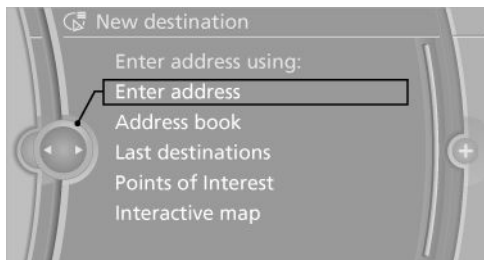 New destination
Enter address using:
Enter address
Address book
Last destinations
Points of Interest
Interactive map